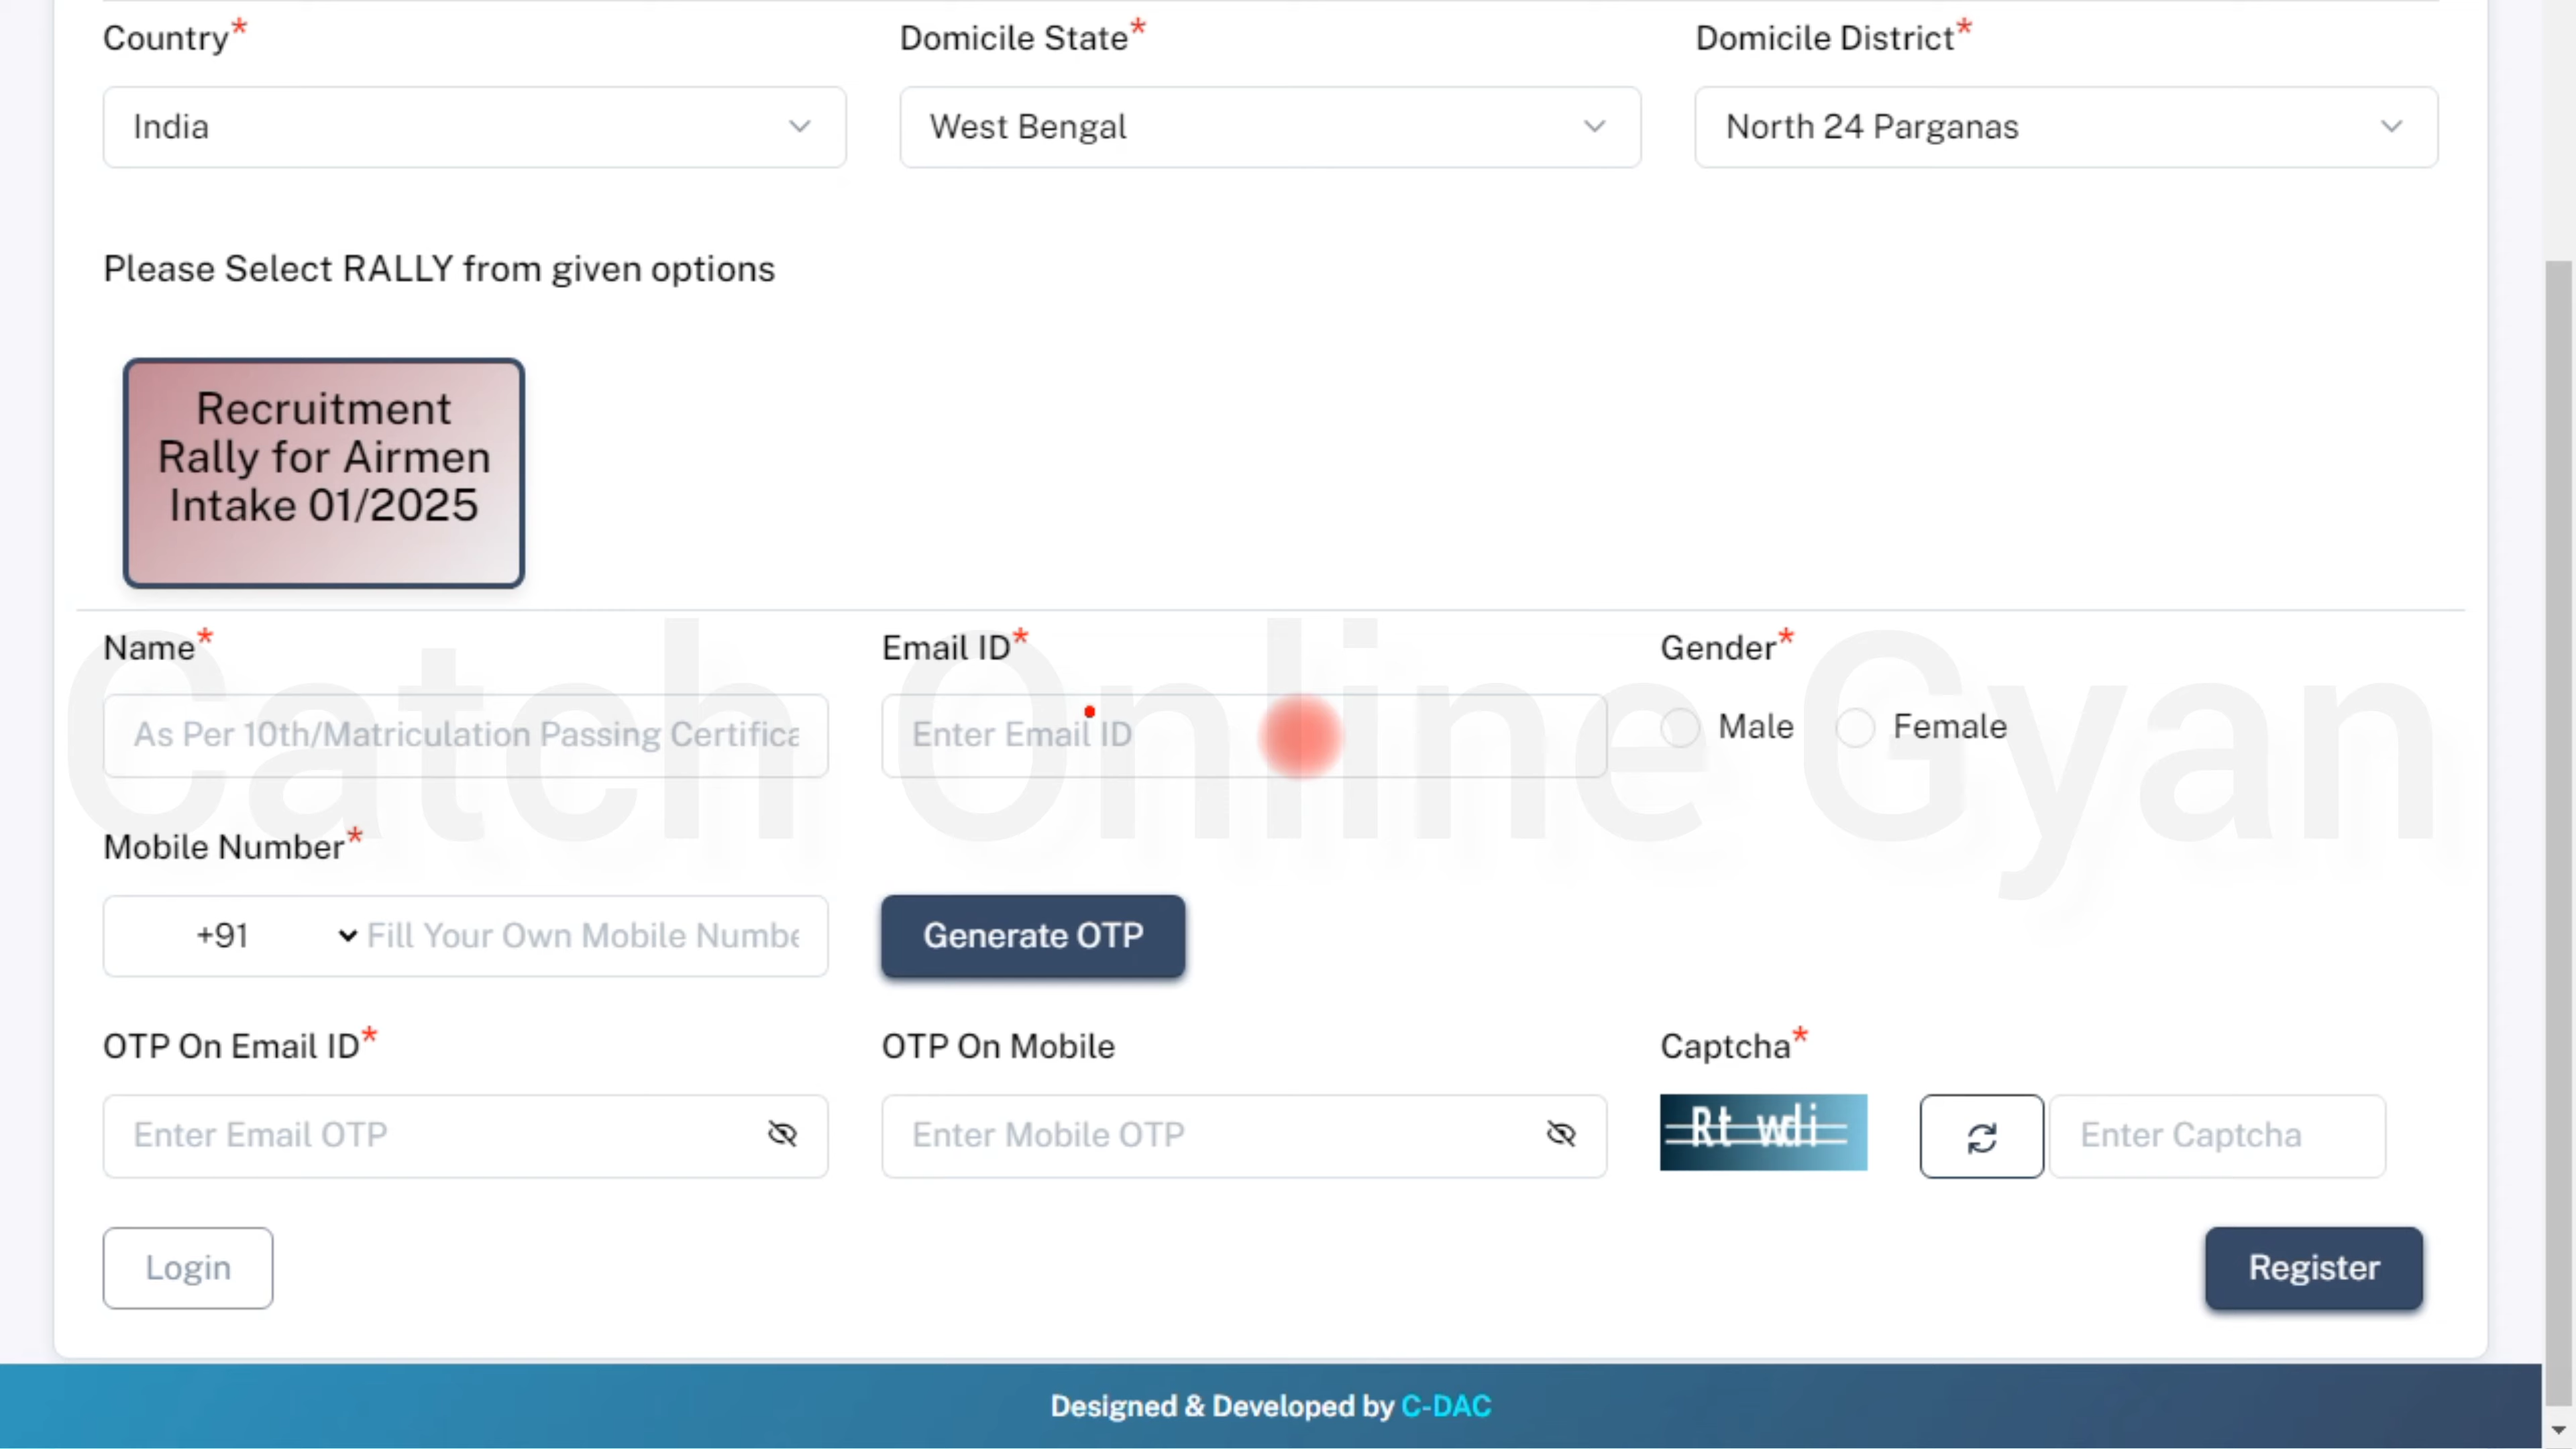 Country* Domicile State* Domicile District*
India West Bengal North 24 Parganas
Please Select RALLY from given options
Recruitment
Rally for Airmen
Intake 01/2025
Catch Online Gyan
Name* Email ID* Gender*
As Per 10th/Matriculation Passing Certifica Enter Email ID Male Female
Mobile Number*
+91 Fill Your Own Mobile Numbe Generate OTP
OTP On Email ID* OTP On Mobile Captcha*
Enter Email OTP Enter Mobile OTP Rt wdi Enter Captcha
Login Register
Designed & Developed by C-DAC